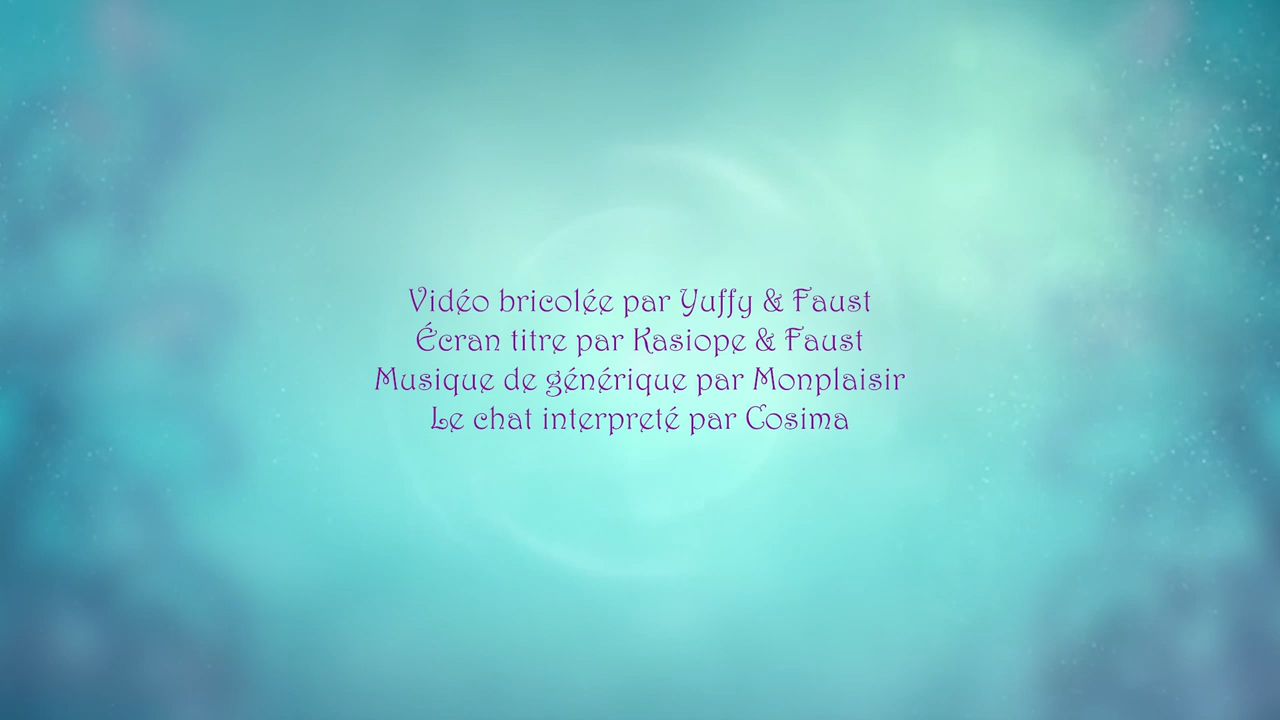 Vidéo bricolée par Yuffy & Faust
Écran titre par Kasiope & Faust
Musique de générique par Monplaisir
Le chat interpreté par Cosima